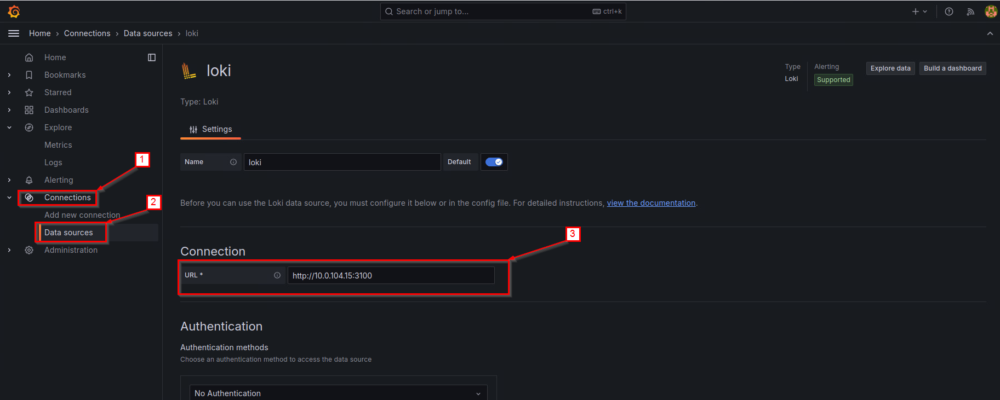 Search or jump to... ctrl+k
Home › Connections › Data sources › loki
Home
Bookmarks
Starred
Dashboards
Explore
Metrics
Logs
1
Alerting
Connections
2
Add new connection
Data sources
Administration
loki
Type
Loki
Alerting
Supported
Explore data
Build a dashboard
Type: Loki
Settings
Name loki Default
Before you can use the Loki data source, you must configure it below or in the config file. For detailed instructions, view the documentation.
3
Connection
URL * http://10.0.104.15:3100
Authentication
Authentication methods
Choose an authentication method to access the data source
No Authentication